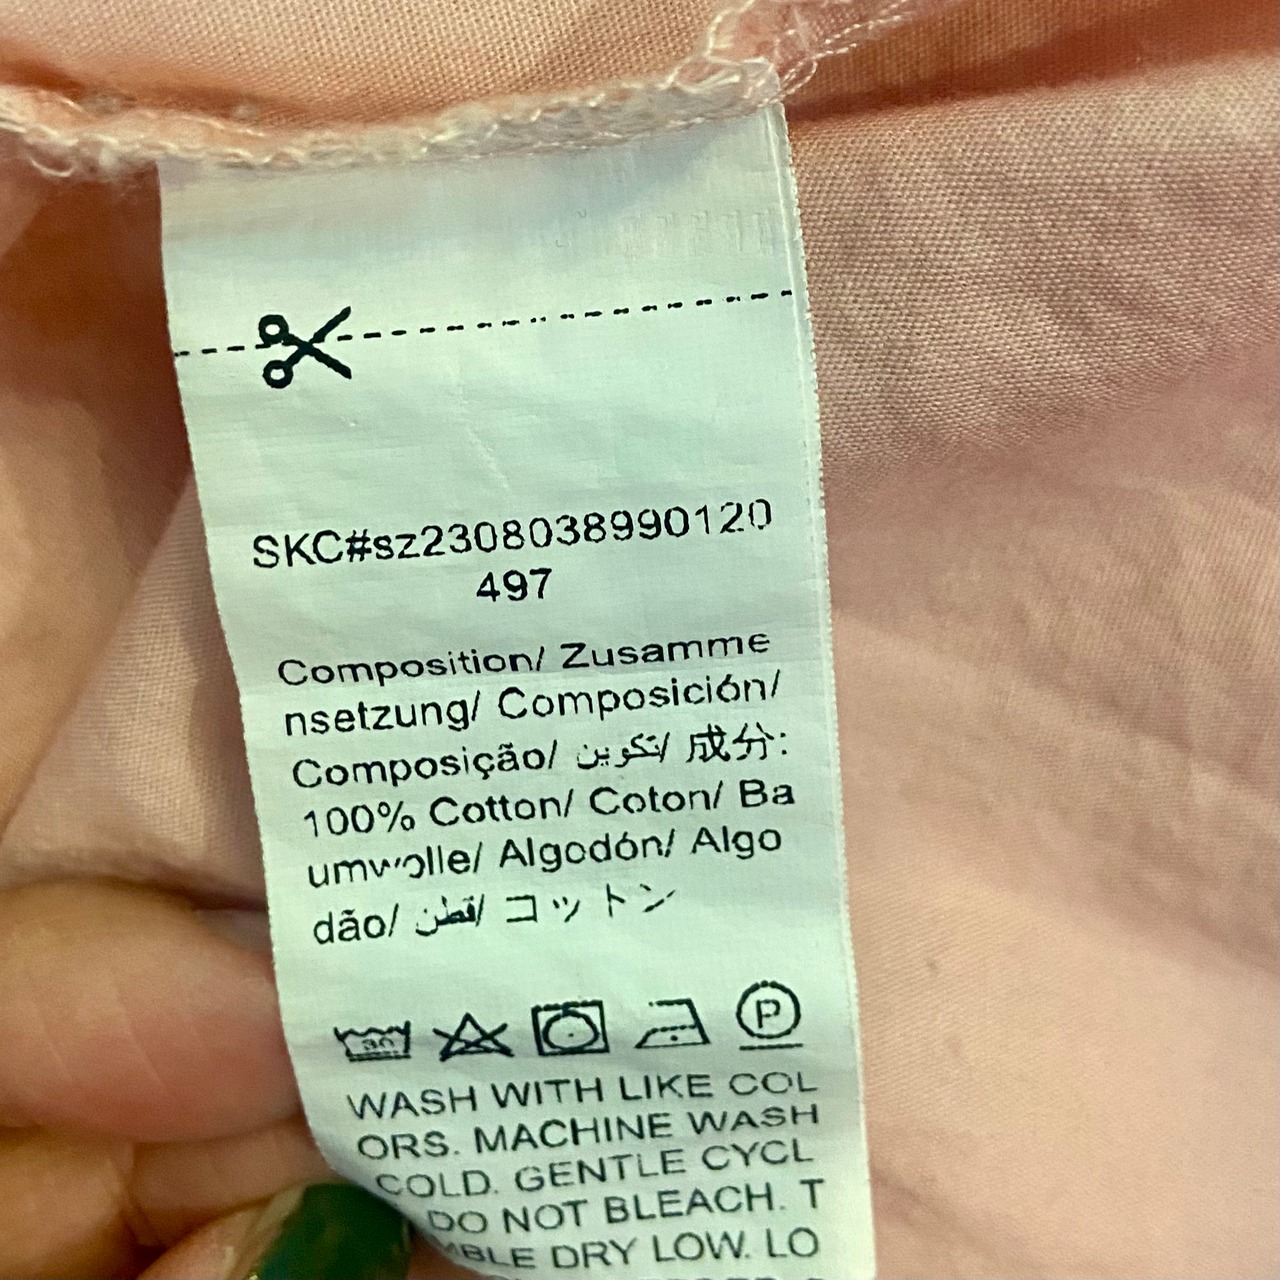 SKC#sz2308038990120
497
Composition/ Zusamme
nsetzung/ Composición/
Composição/ تكوين/ 成分:
100% Cotton/ Coton/ Ba
umwolle/ Algodón/ Algo
dão/ قطن/ コットン
30
P
WASH WITH LIKE COL
ORS. MACHINE WASH
COLD. GENTLE CYCL
DO NOT BLEACH. T
MBLE DRY LOW. LO